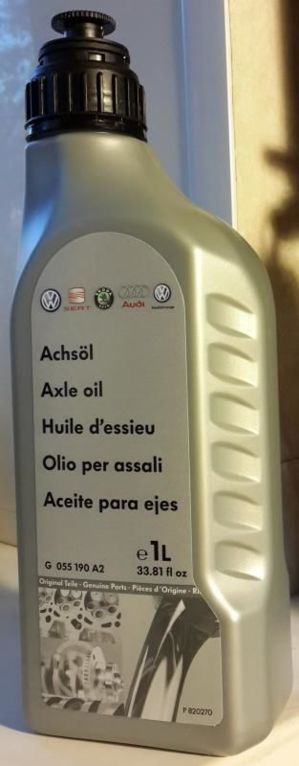 SEAT
Audi
Achsöl
Axle oil
Huile d'essieu
Olio per assali
Aceite para ejes
e 1L
G 055 190 A2
33.81 fl oz
Original Teile · Genuine Parts · Pièces d'Origine ·
P 820270